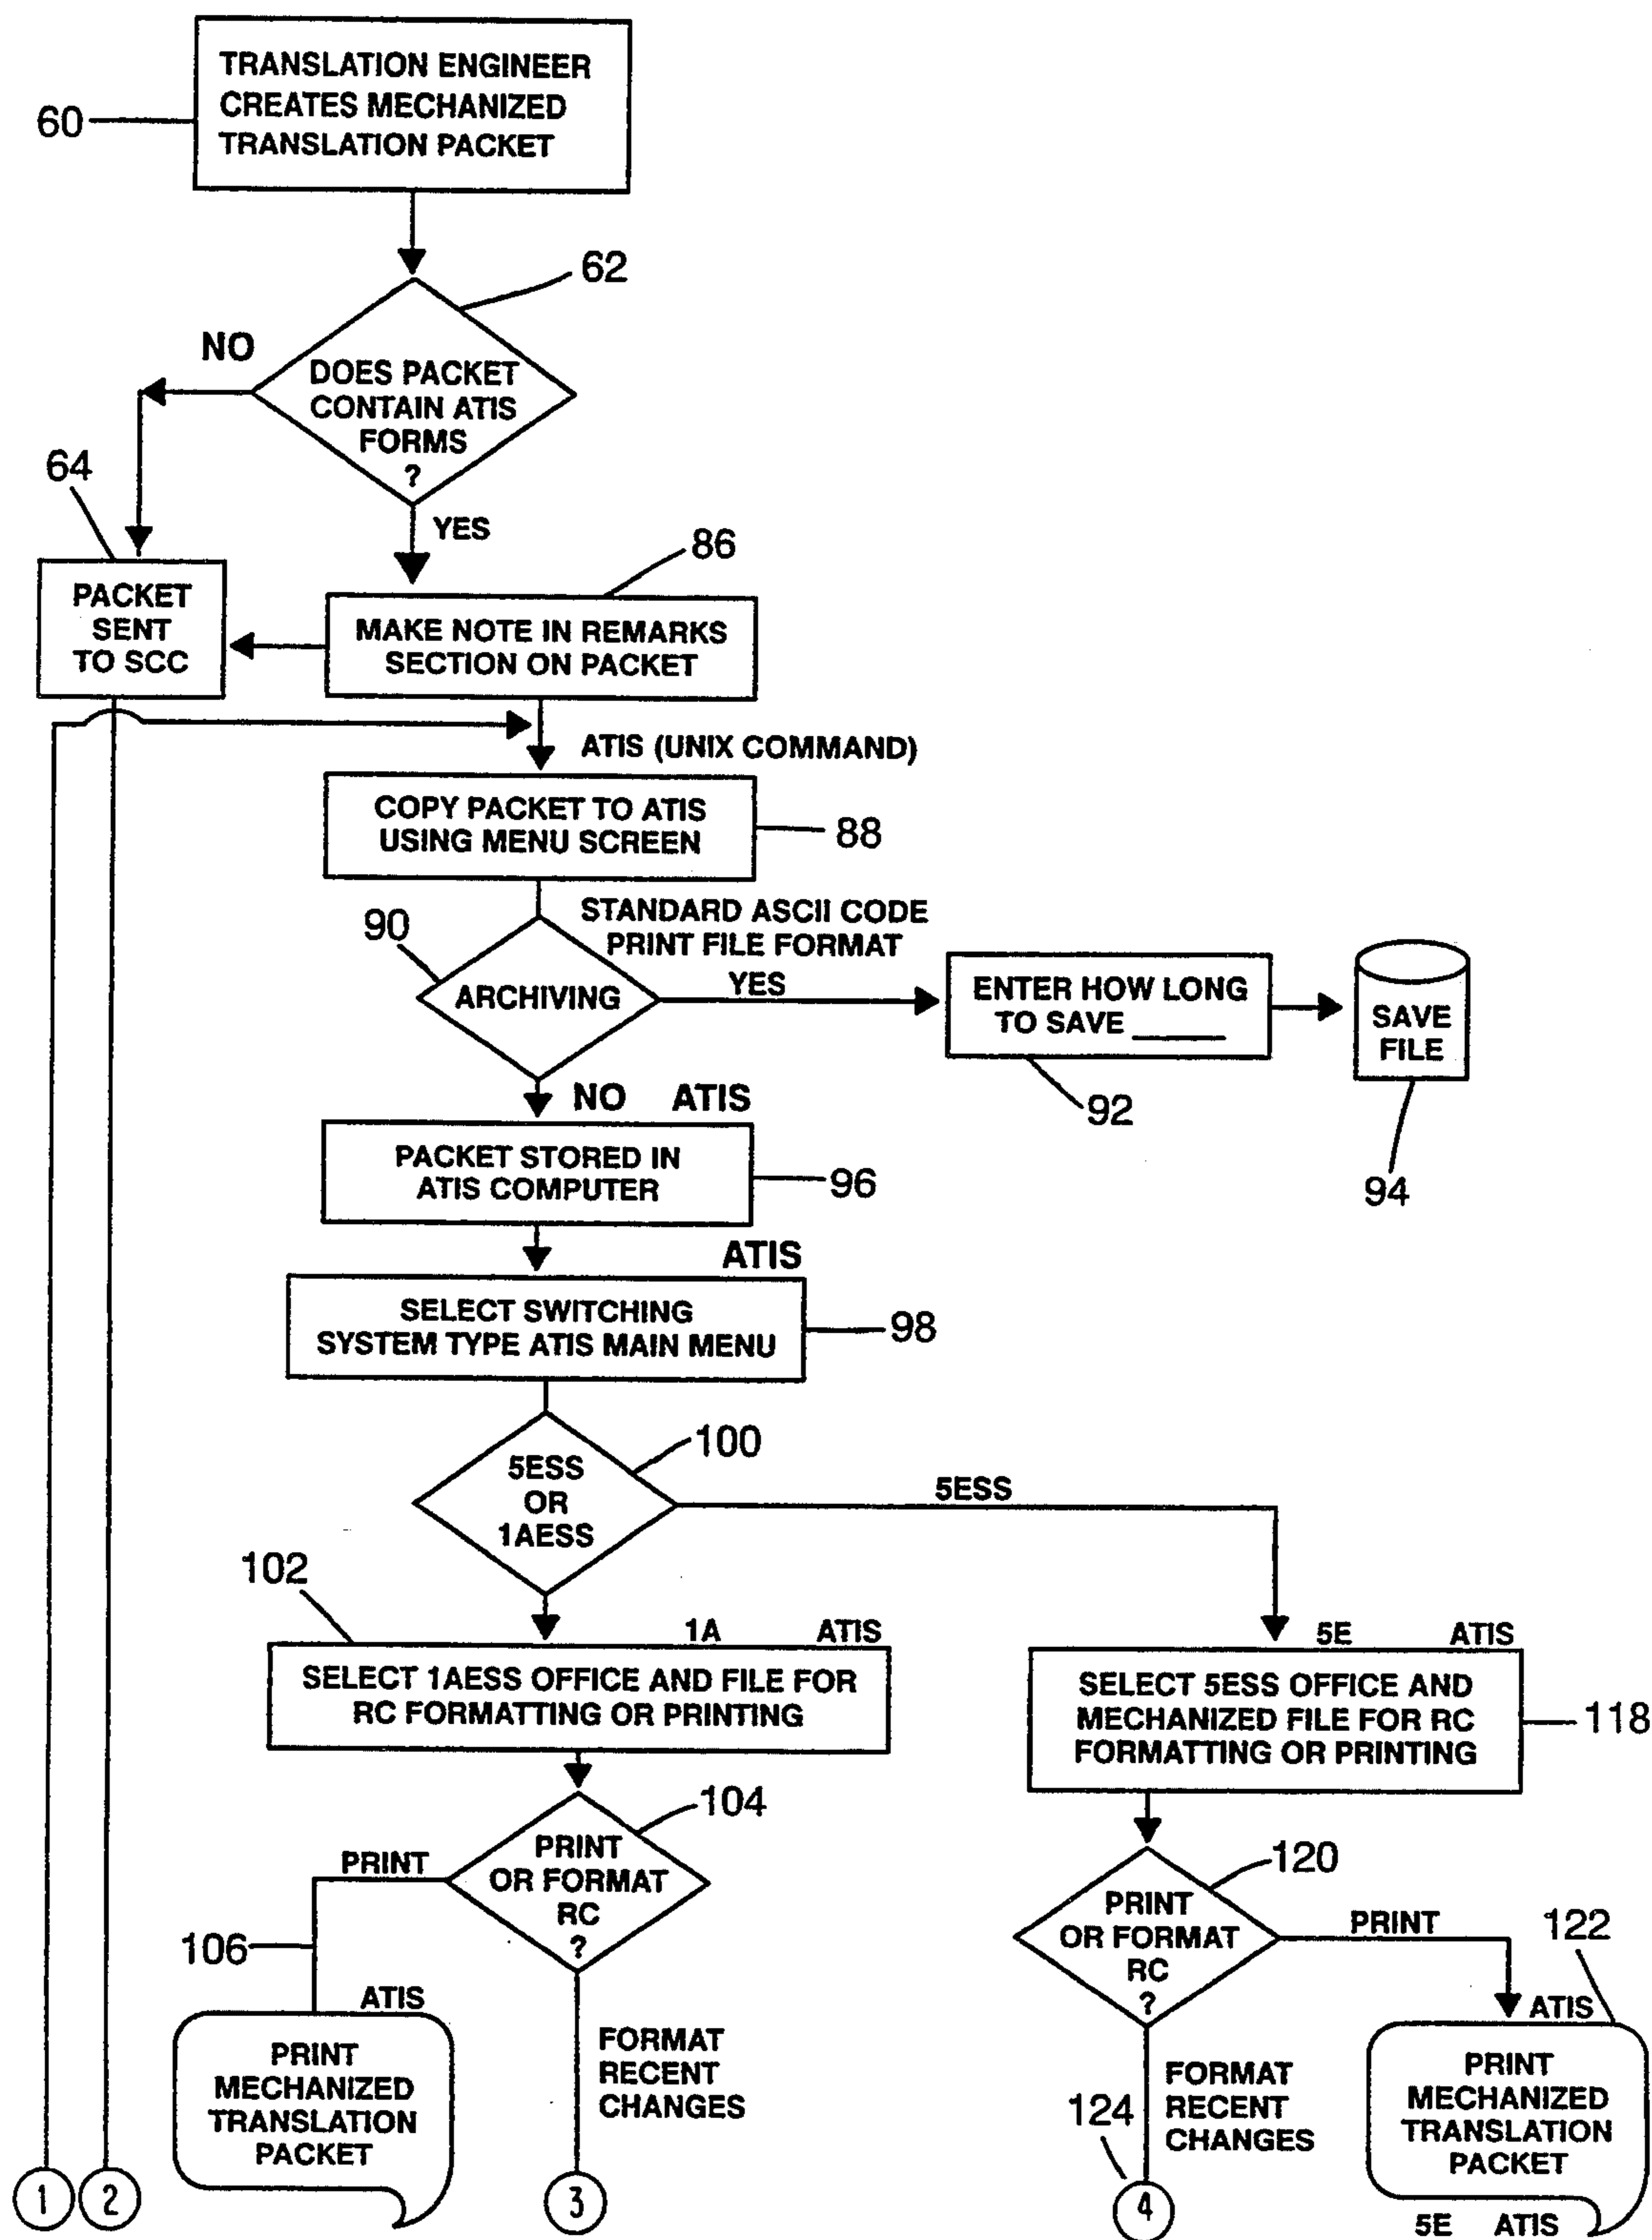 TRANSLATION ENGINEER
CREATES MECHANIZED
TRANSLATION PACKET
60
62
NO
DOES PACKET
CONTAIN ATIS
FORMS
?
64
YES
86
PACKET
SENT
TO SCC
MAKE NOTE IN REMARKS
SECTION ON PACKET
ATIS (UNIX COMMAND)
COPY PACKET TO ATIS
USING MENU SCREEN
88
90
STANDARD ASCII CODE
PRINT FILE FORMAT
ARCHIVING
YES
ENTER HOW LONG
TO SAVE ______
SAVE
FILE
92
94
NO ATIS
PACKET STORED IN
ATIS COMPUTER
96
ATIS
SELECT SWITCHING
SYSTEM TYPE ATIS MAIN MENU
98
100
5ESS
OR
1AESS
5ESS
102
1A ATIS
SELECT 1AESS OFFICE AND FILE FOR
RC FORMATTING OR PRINTING
5E ATIS
SELECT 5ESS OFFICE AND
MECHANIZED FILE FOR RC
FORMATTING OR PRINTING
118
104
PRINT
OR FORMAT
RC
?
PRINT
106
ATIS
PRINT
MECHANIZED
TRANSLATION
PACKET
FORMAT
RECENT
CHANGES
120
PRINT
OR FORMAT
RC
?
PRINT
122
ATIS
PRINT
MECHANIZED
TRANSLATION
PACKET
5E ATIS
124
FORMAT
RECENT
CHANGES
1
2
3
4